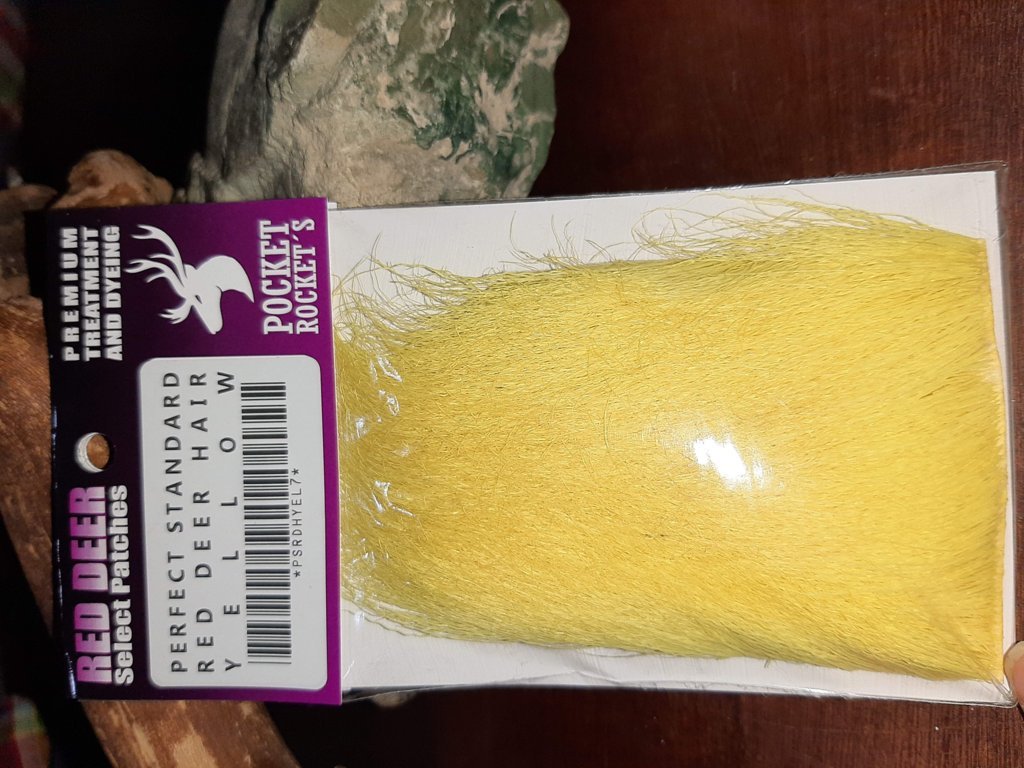 RED DEER
Select Patches
PREMIUM
TREATMENT
AND DYEING
POCKET
ROCKET´S
PERFECT STANDARD
RED DEER HAIR
YELLOW
*PSRDHYEL7*